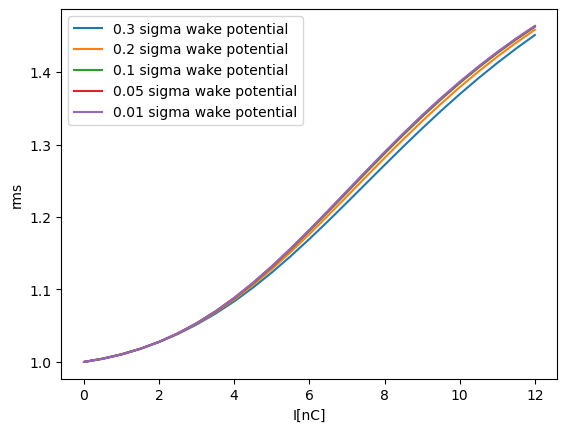 0.3 sigma wake potential
0.2 sigma wake potential
0.1 sigma wake potential
0.05 sigma wake potential
0.01 sigma wake potential
1.4
1.3
1.2
1.1
1.0
rms
0 2 4 6 8 10 12
I[nC]